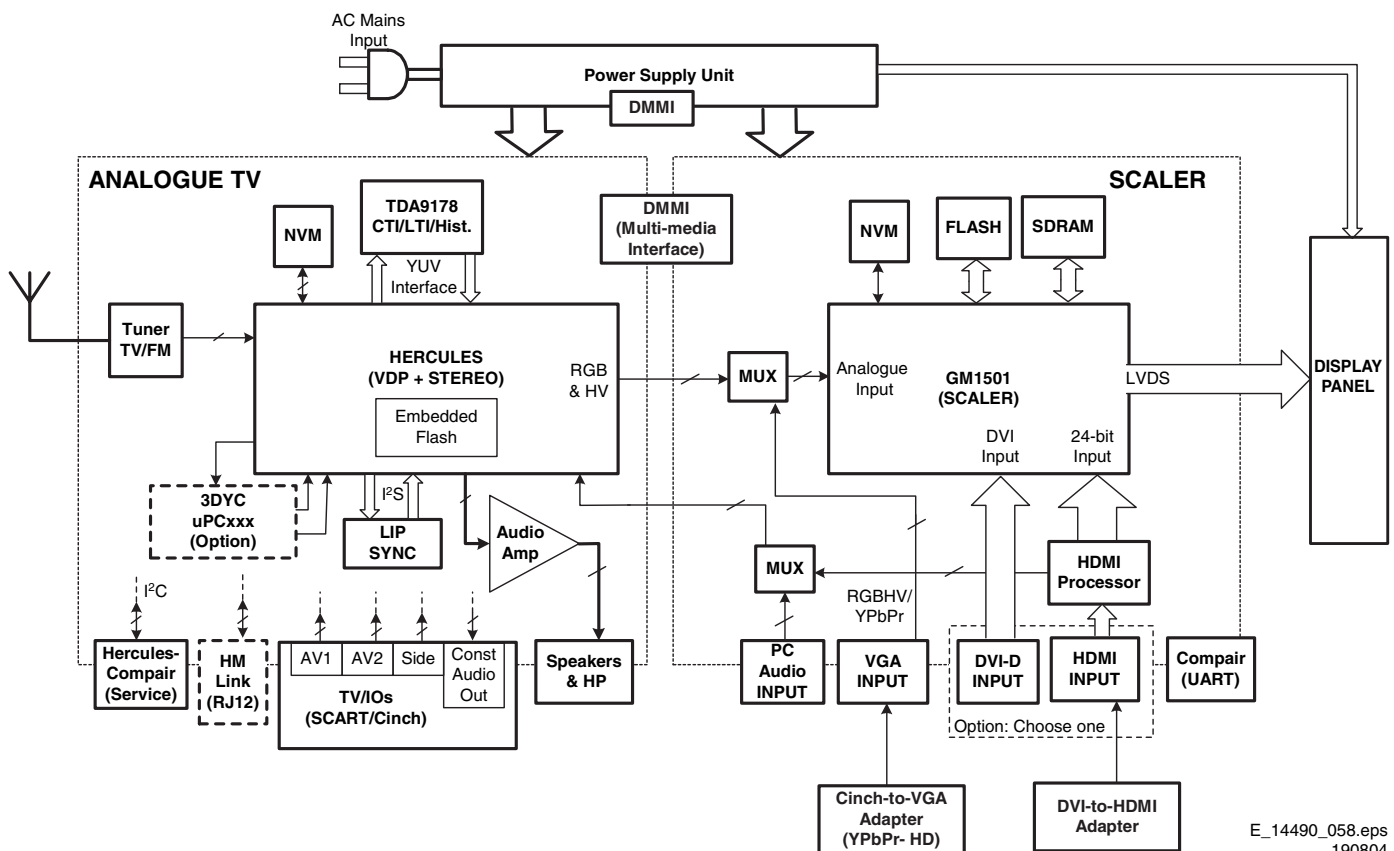 AC Mains
Input
Power Supply Unit
DMMI
ANALOGUE TV
SCALER
NVM
TDA9178
CTI/LTI/Hist.
YUV
Interface
DMMI
(Multi-media
Interface)
NVM
FLASH
SDRAM
Tuner
TV/FM
HERCULES
(VDP + STEREO)
Embedded
Flash
RGB
& HV
MUX
Analogue
Input
GM1501
(SCALER)
DVI
Input
24-bit
Input
LVDS
DISPLAY
PANEL
3DYC
uPCxxx
(Option)
I²S
LIP
SYNC
Audio
Amp
MUX
RGBHV/
YPbPr
HDMI
Processor
I²C
Hercules-
Compair
(Service)
HM
Link
(RJ12)
AV1
AV2
Side
Const
Audio
Out
TV/IOs
(SCART/Cinch)
Speakers
& HP
PC
Audio
INPUT
VGA
INPUT
DVI-D
INPUT
HDMI
INPUT
Option: Choose one
Compair
(UART)
Cinch-to-VGA
Adapter
(YPbPr- HD)
DVI-to-HDMI
Adapter
E_14490_058.eps
190804